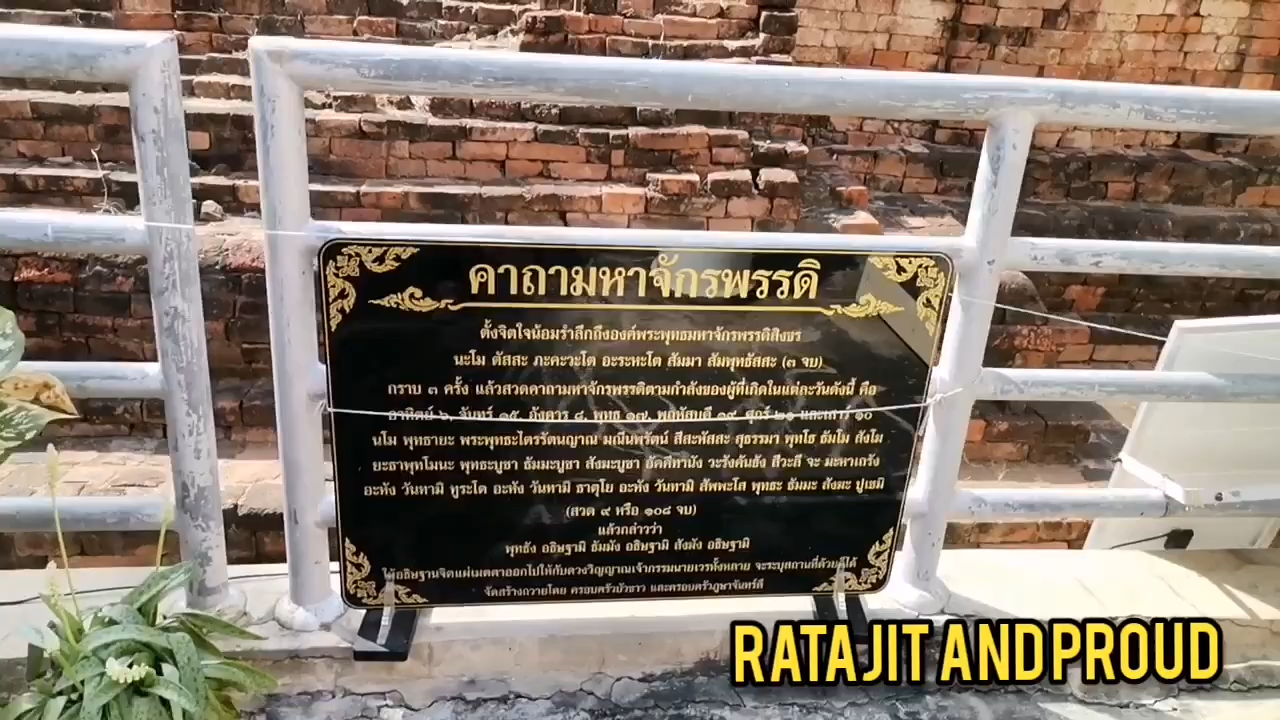 คาถามหาจักรพรรดิ
ตั้งจิตใจน้อมรำลึกถึงองค์พระพุทธมหาจักรพรรดิ
นะโม ตัสสะ ภะคะวะโต อะระหะโต สัมมา สัมพุทธัสสะ (๓ จบ)
กราบ ๓ ครั้ง แล้วสวดคาถามหาจักรพรรดิตามกำลังของผู้ที่เกิดในแต่ละวันดังนี้ คือ
อาทิตย์ ๖, จันทร์ ๑๕, อังคาร ๘, พุทธ ๑๗, พฤหัสบดี ๑๙, ศุกร์ ๒๑ และเสาร์ ๑๐
นโม พุทธายะ พระพุทธะไตรรัตนญาณ มณีนพรัตน์ สีสะหัสสะ สุธรรมา พุทโธ ธัมโม สังโฆ
ยะธาพุทโมนะ พุทธะบูชา ธัมมะบูชา สังฆะบูชา อัคคีทานัง วะรังคันธัง สีวะลี จะ มะหาเถรัง
อะหัง วันทามิ ทูระโต อะหัง วันทามิ ธาตุโย อะหัง วันทามิ สัพพะโส พุทธะ ธัมมะ สังฆะ ปูเชมิ
(สวด ๙ หรือ ๑๐๘ จบ)
แล้วกล่าวว่า
พุทธัง อธิษฐามิ ธัมมัง อธิษฐามิ สังฆัง อธิษฐามิ
ให้อธิษฐานจิตแผ่เมตตาออกไปให้กับดวงวิญญาณเจ้ากรรมนายเวรทั้งหลาย จะระบุสถานที่ด้วยก็ได้
จัดสร้างถวายโดย ครอบครัวบัวขาว และครอบครัวภูษาจันทร์ดี
RATAJIT AND PROUD